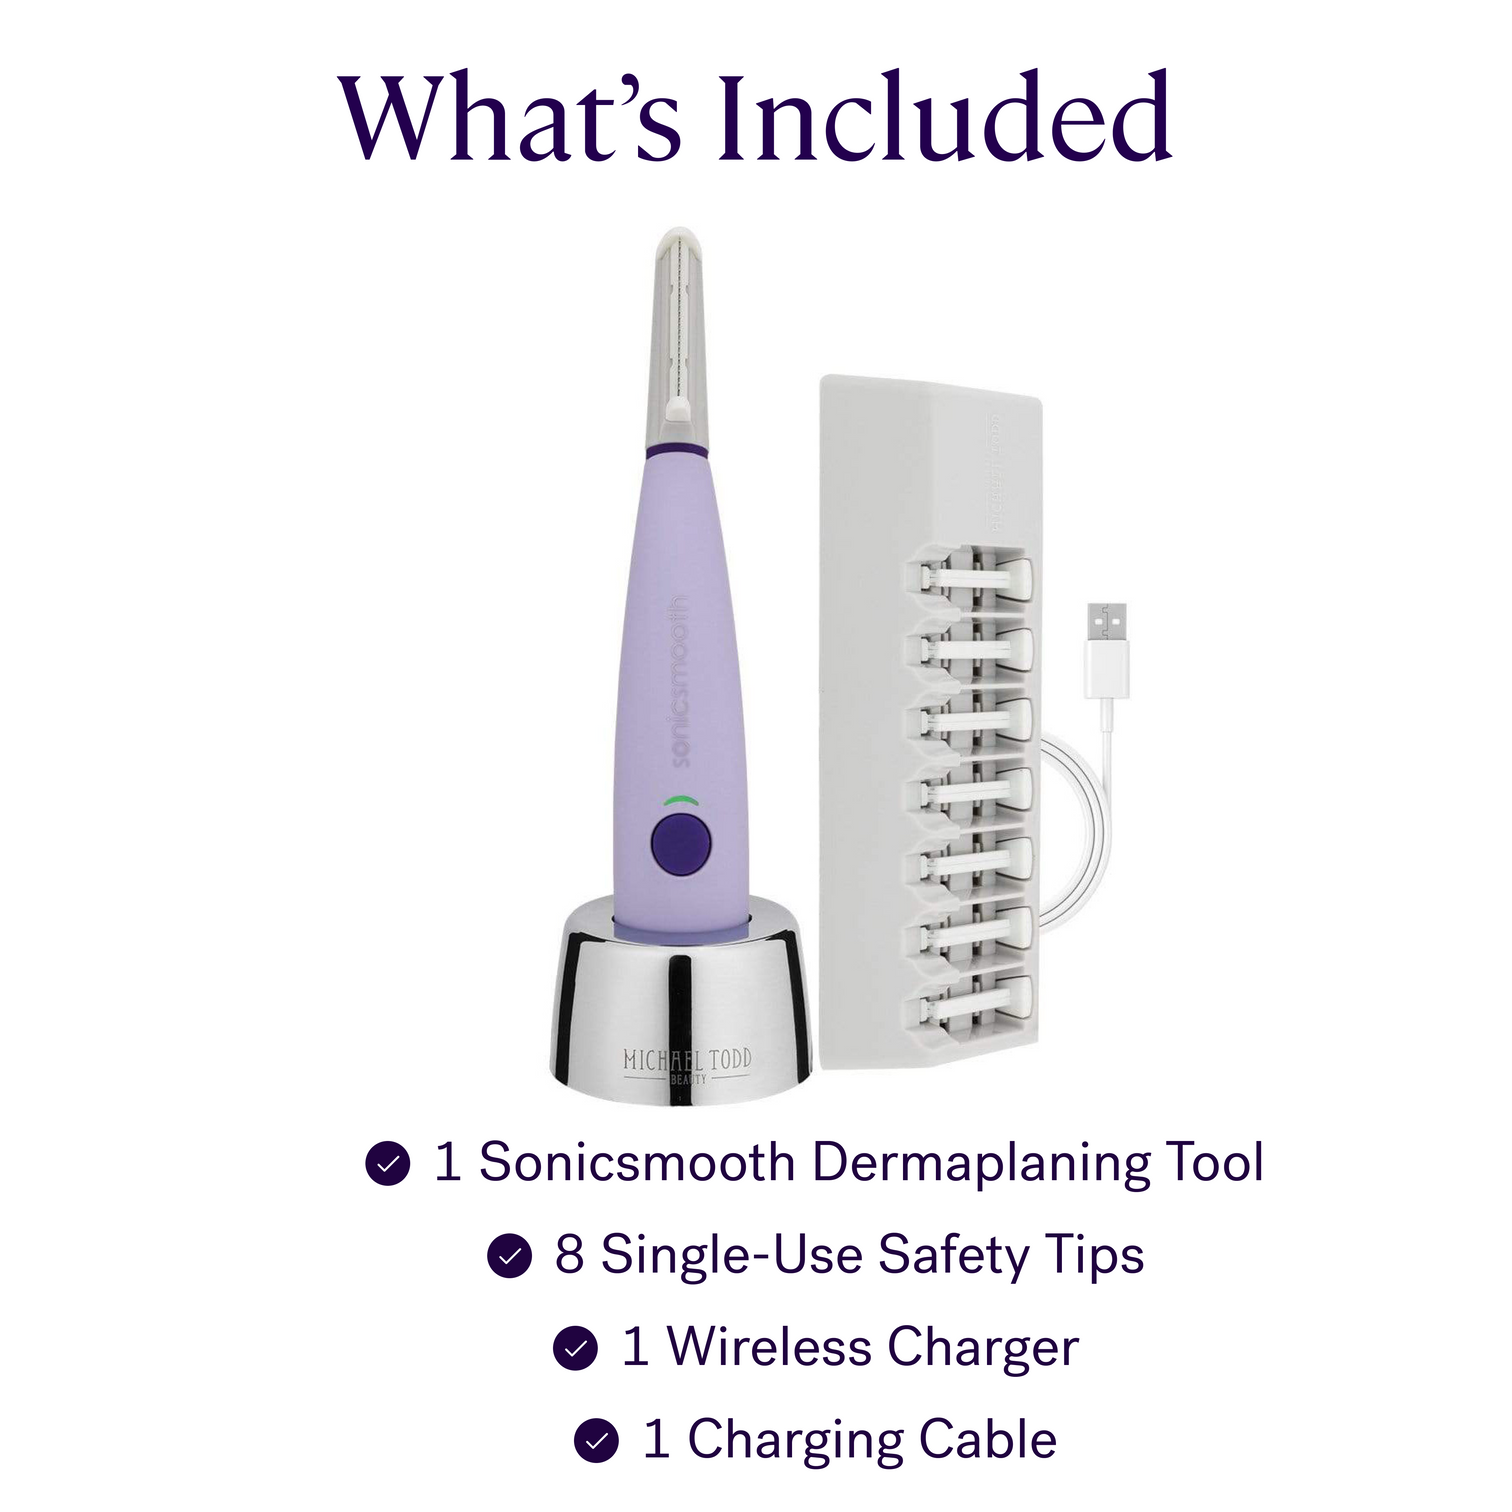 What's Included
sonicsmooth
MICHAEL TODD
BEAUTY
1 Sonicsmooth Dermaplaning Tool
8 Single-Use Safety Tips
1 Wireless Charger
1 Charging Cable